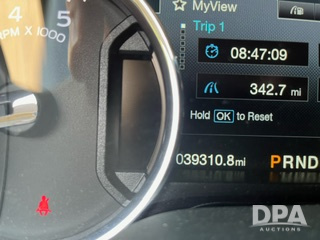 4 5
RPM X 1000
MyView
Trip 1
08:47:09
342.7 mi
Hold OK to Reset
039310.8mi PRND
DPA
AUCTIONS